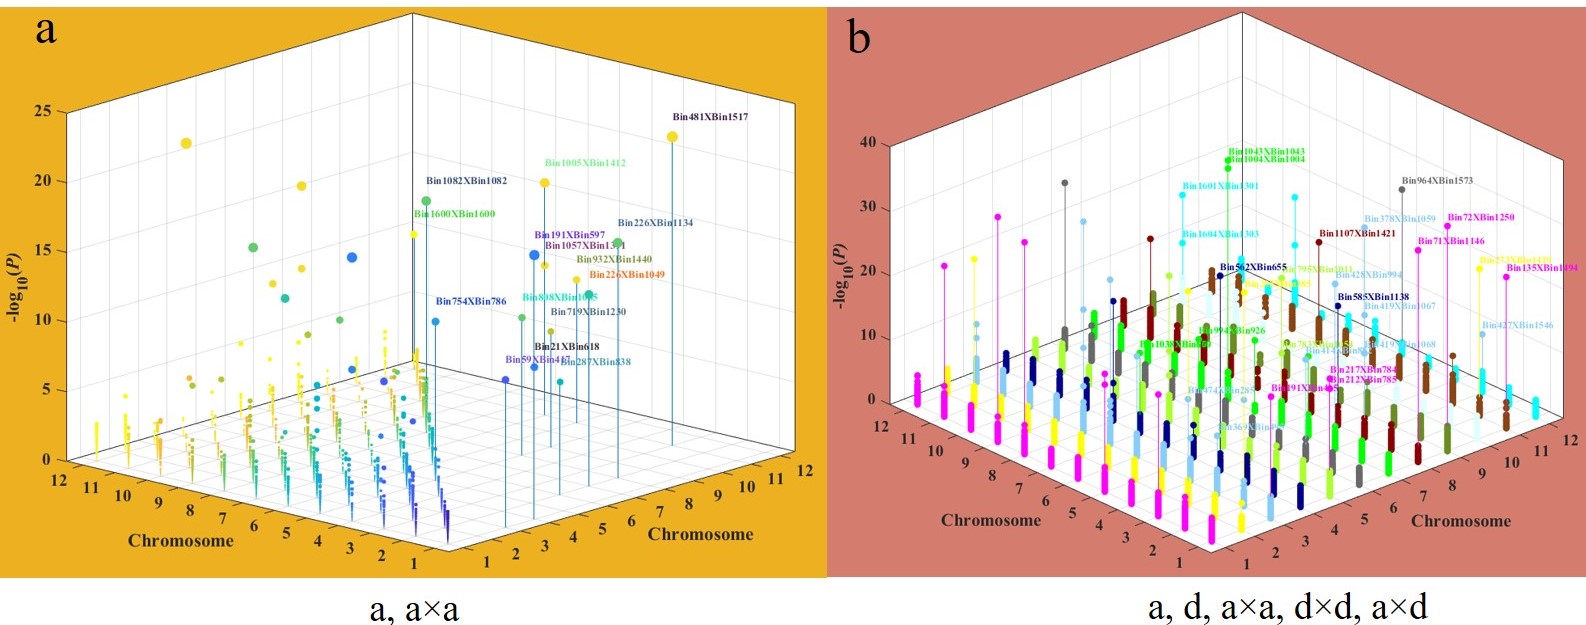 a
25
20
15
10
5
0
-log10(P)
12
11
10
9
8
7
6
5
4
3
2
1
Chromosome
1
2
3
4
5
6
7
8
9
10
11
12
Chromosome
Bin481XBin1517
Bin1005XBin1412
Bin1082XBin1082
Bin1600XBin1600
Bin226XBin1134
Bin191XBin597
Bin932XBin1440
Bin226XBin1049
Bin754XBin786
Bin719XBin1230
Bin21XBin618
Bin287XBin838
a, a×a
b
40
30
20
10
0
-log10(P)
12
11
10
9
8
7
6
5
4
3
2
1
Chromosome
1
2
3
4
5
6
7
8
9
10
11
12
Chromosome
Bin1043XBin1043
Bin1004XBin1004
Bin1601XBin1301
Bin964XBin1573
Bin378XBin1059
Bin72XBin1250
Bin1604XBin1303
Bin1107XBin1421
Bin71XBin1146
Bin562XBin655
Bin135XBin1494
Bin428XBin994
Bin585XBin1138
Bin419XBin1067
Bin427XBin1546
Bin994XBin926
Bin217XBin784
Bin212XBin785
a, d, a×a, d×d, a×d